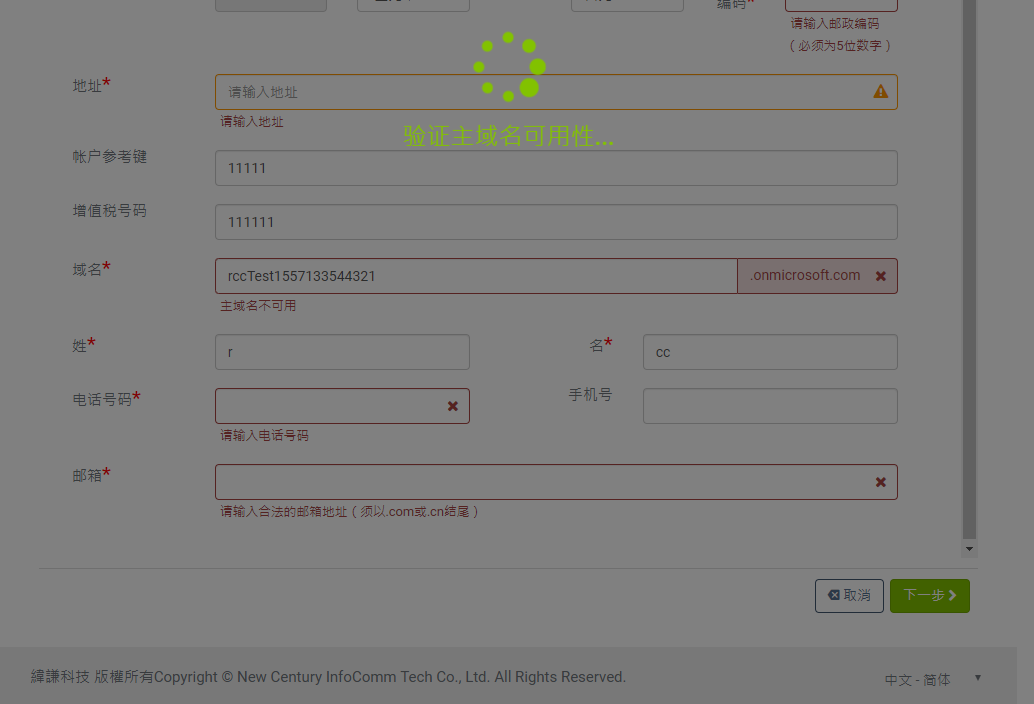 编码*
请输入邮政编码
（必须为5位数字）
地址*
请输入地址
请输入地址
验证主域名可用性...
帐户参考键
11111
增值税号码
111111
域名*
rccTest1557133544321
.onmicrosoft.com
主域名不可用
姓*
r
名*
cc
电话号码*
手机号
请输入电话号码
邮箱*
请输入合法的邮箱地址（须以.com或.cn结尾）
取消
下一步
緯謙科技 版權所有Copyright © New Century InfoComm Tech Co., Ltd. All Rights Reserved.
中文 - 简体